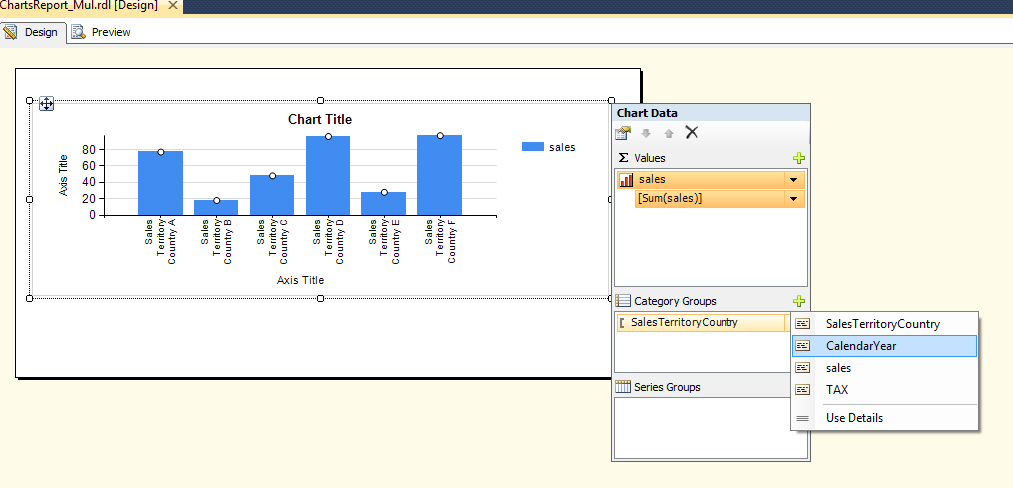 ChartsReport_Mul.rdl [Design]
Design
Preview
Chart Title
Axis Title
80
60
40
20
0
Sales
Territory
Country A
Sales
Territory
Country B
Sales
Territory
Country C
Sales
Territory
Country D
Sales
Territory
Country E
Sales
Territory
Country F
Axis Title
sales
Chart Data
Σ Values
sales
[Sum(sales)]
Category Groups
SalesTerritoryCountry
Series Groups
SalesTerritoryCountry
CalendarYear
sales
TAX
Use Details